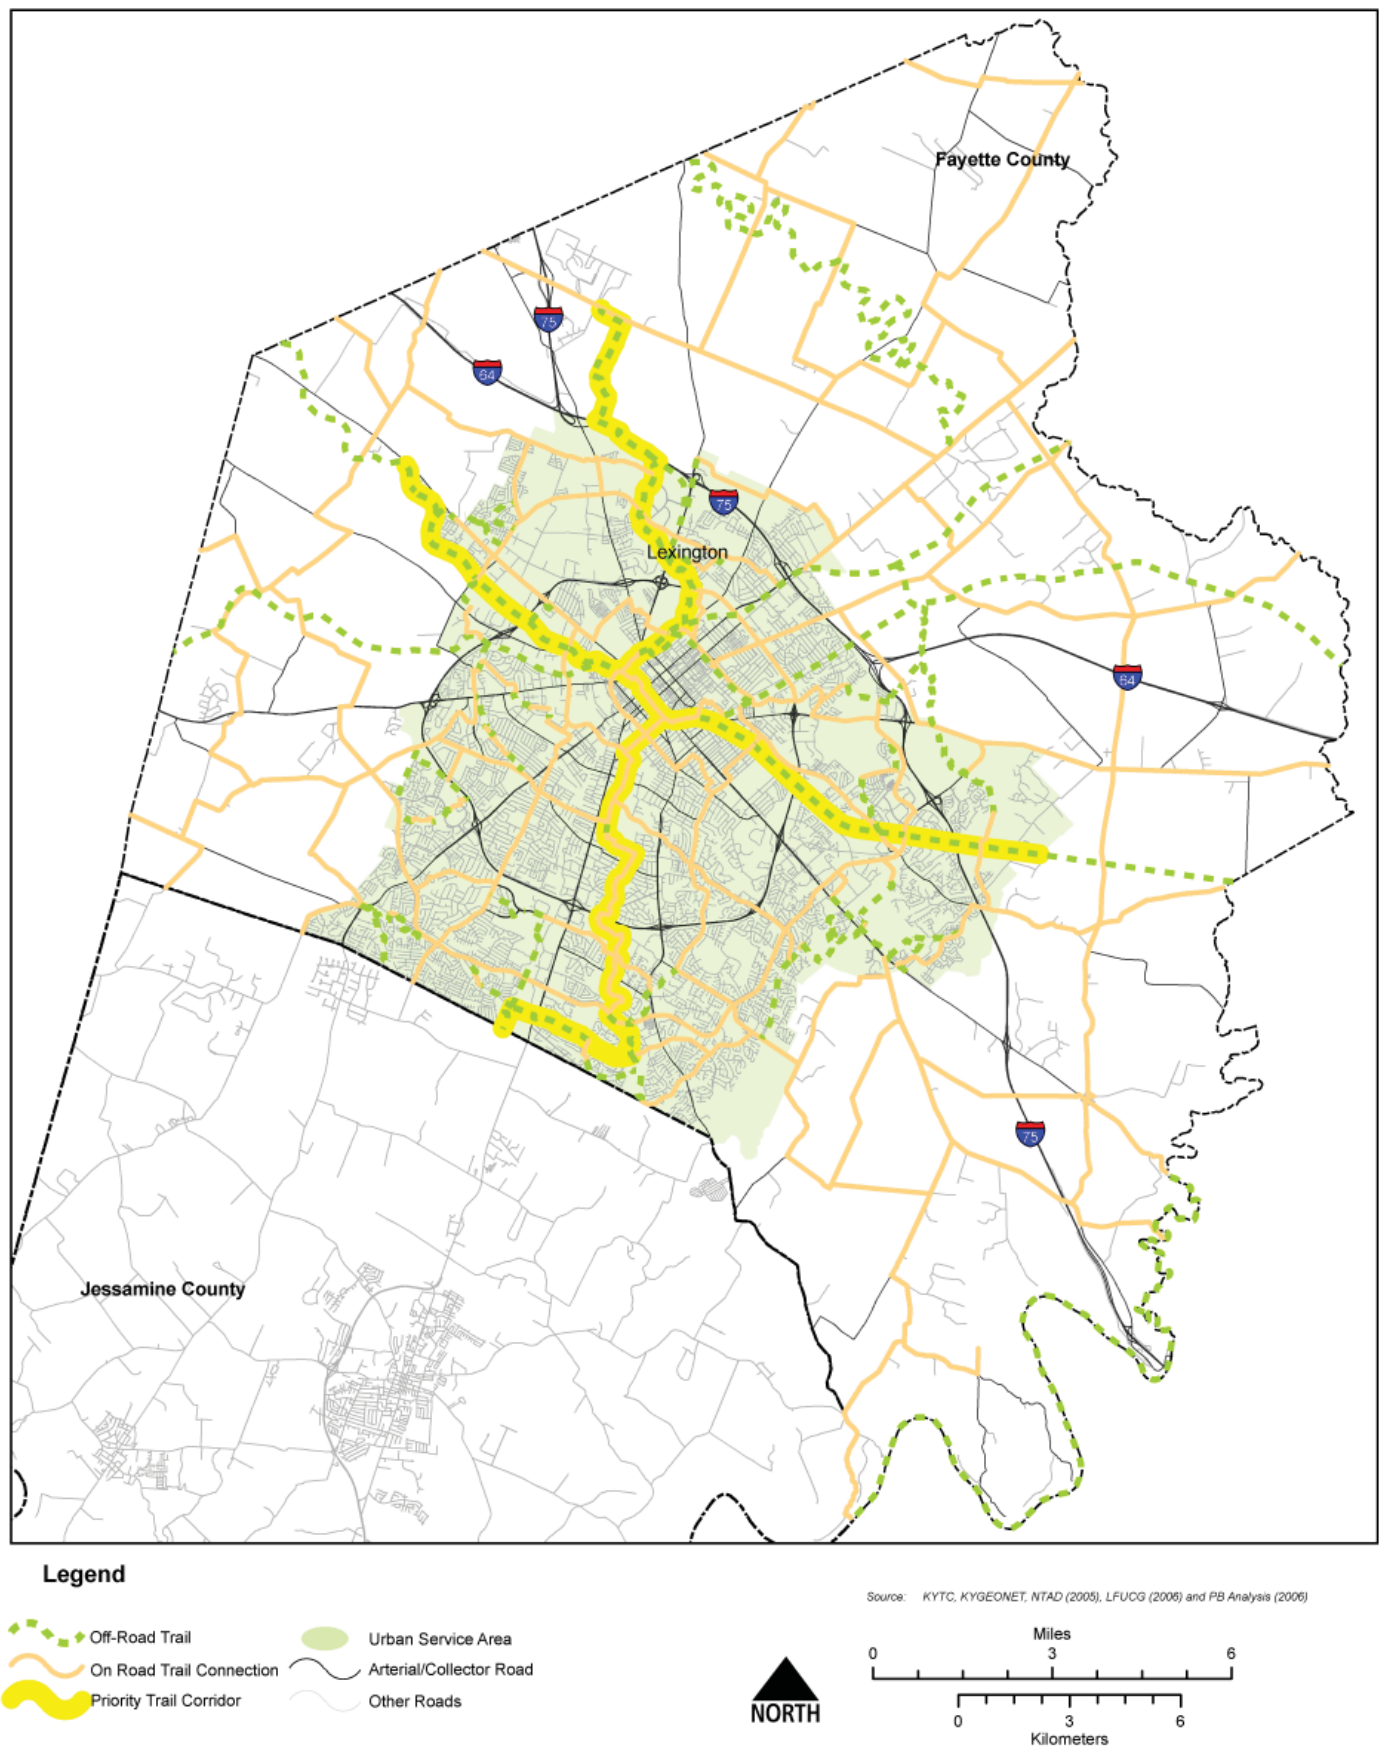 Fayette County
75
64
75
Lexington
64
75
Jessamine County
Legend
Off-Road Trail
On Road Trail Connection
Priority Trail Corridor
Urban Service Area
Arterial/Collector Road
Other Roads
NORTH
Source: KYTC, KYGEONET, NTAD (2005), LFUCG (2006) and PB Analysis (2006)
Miles
0 3 6
0 3 6
Kilometers